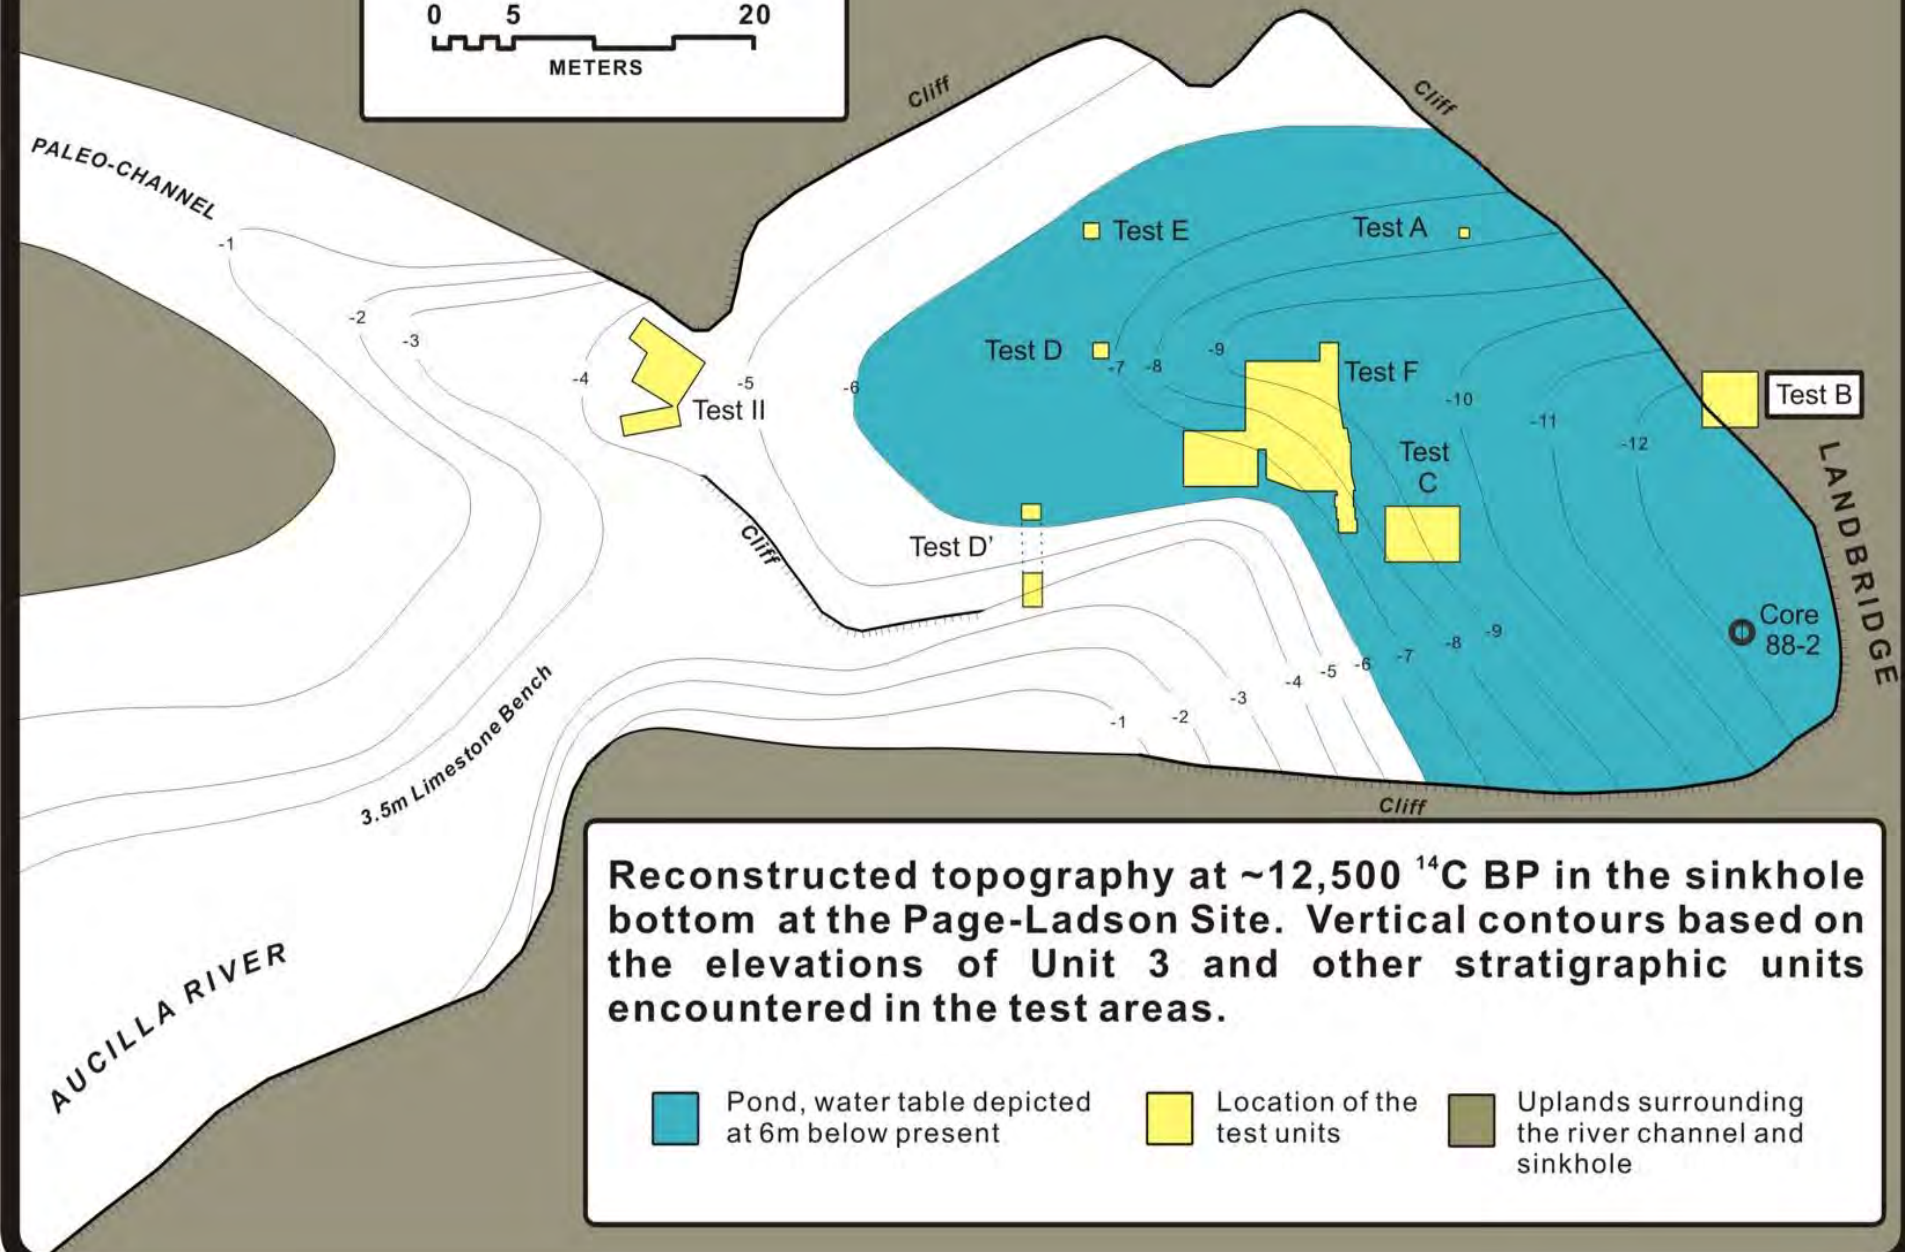 0 5 20
METERS
Cliff
Cliff
PALEO-CHANNEL
-1
-2
-3
-4
-5
-6
Test E
Test A
Test D
-7
-8
-9
-10
-11
-12
Test F
Test B
Test II
Test
C
Cliff
Test D’
LANDBRIDGE
Core
88-2
-1
-2
-3
-4
-5
-6
-7
-8
-9
3.5m Limestone Bench
Cliff
AUCILLA RIVER
Reconstructed topography at ~12,500 ¹⁴C BP in the sinkhole
bottom at the Page-Ladson Site. Vertical contours based on
the elevations of Unit 3 and other stratigraphic units
encountered in the test areas.
Pond, water table depicted
at 6m below present
Location of the
test units
Uplands surrounding
the river channel and
sinkhole